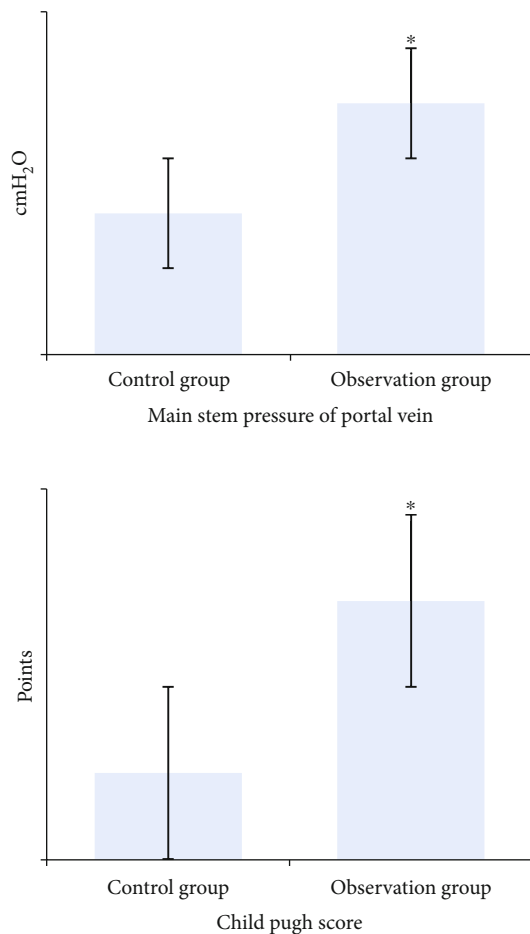 *
cmH₂O
Control group
Observation group
Main stem pressure of portal vein
*
Points
Control group
Observation group
Child pugh score